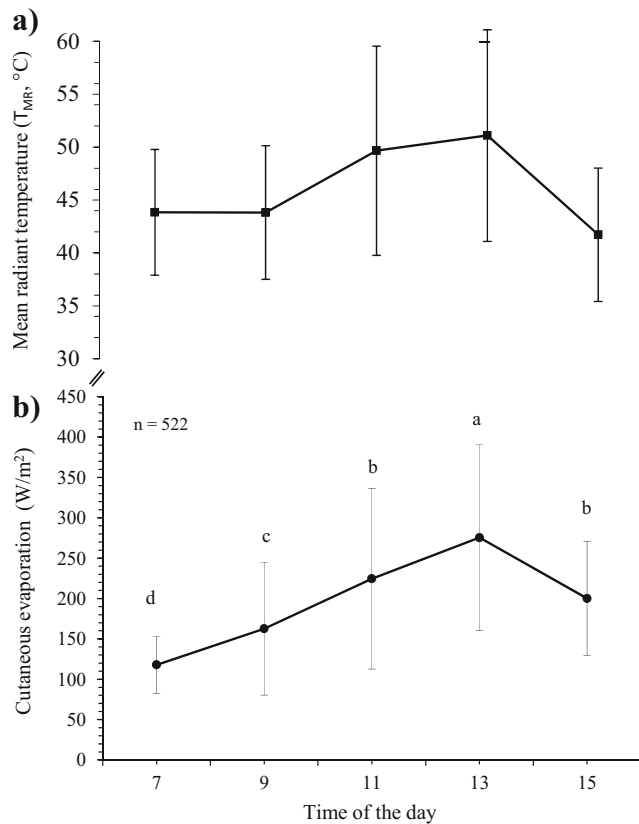 a)
Mean radiant temperature (TMR, °C)
60
55
50
45
40
35
30
b)
Cutaneous evaporation (W/m²)
450
400
350
300
250
200
150
100
50
0
n = 522
d
c
b
a
b
7 9 11 13 15
Time of the day